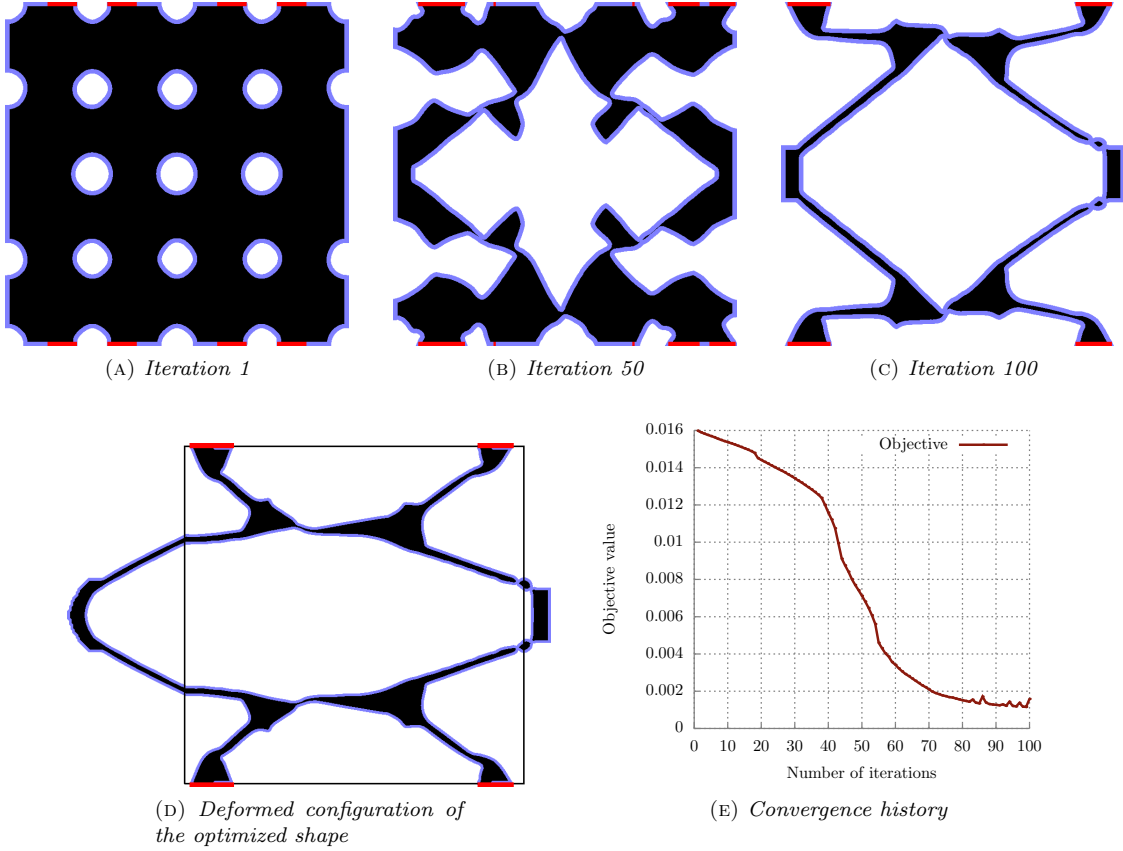 (A) Iteration 1
(B) Iteration 50
(C) Iteration 100
(D) Deformed configuration of
the optimized shape
Objective
Objective value
0.016
0.014
0.012
0.01
0.008
0.006
0.004
0.002
0
0 10 20 30 40 50 60 70 80 90 100
Number of iterations
(E) Convergence history